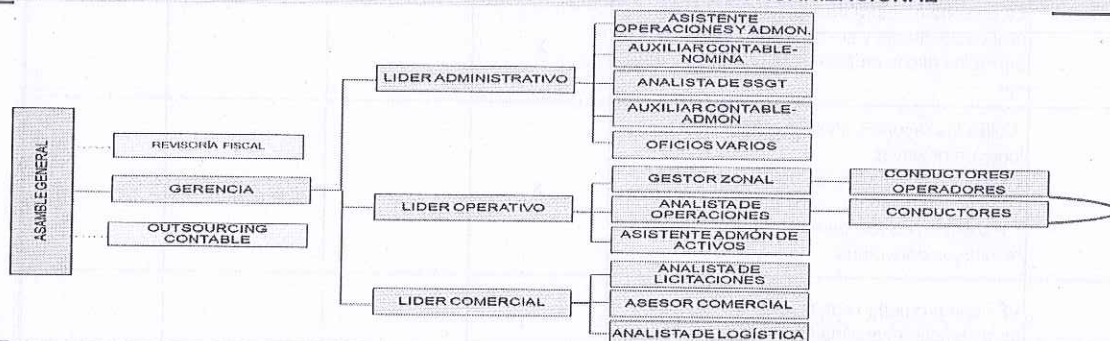 ASAMBLE GENERAL
REVISORÍA FISCAL
GERENCIA
OUTSOURCING
CONTABLE
LIDER ADMINISTRATIVO
ASISTENTE
OPERACIONES Y ADMON.
AUXILIAR CONTABLE-
NOMINA
ANALISTA DE SSGT
AUXILIAR CONTABLE-
ADMON
OFICIOS VARIOS
LIDER OPERATIVO
GESTOR ZONAL
CONDUCTORES/
OPERADORES
ANALISTA DE
OPERACIONES
CONDUCTORES
ASISTENTE ADMÓN DE
ACTIVOS
LIDER COMERCIAL
ANALISTA DE
LICITACIONES
ASESOR COMERCIAL
ANALISTA DE LOGÍSTICA